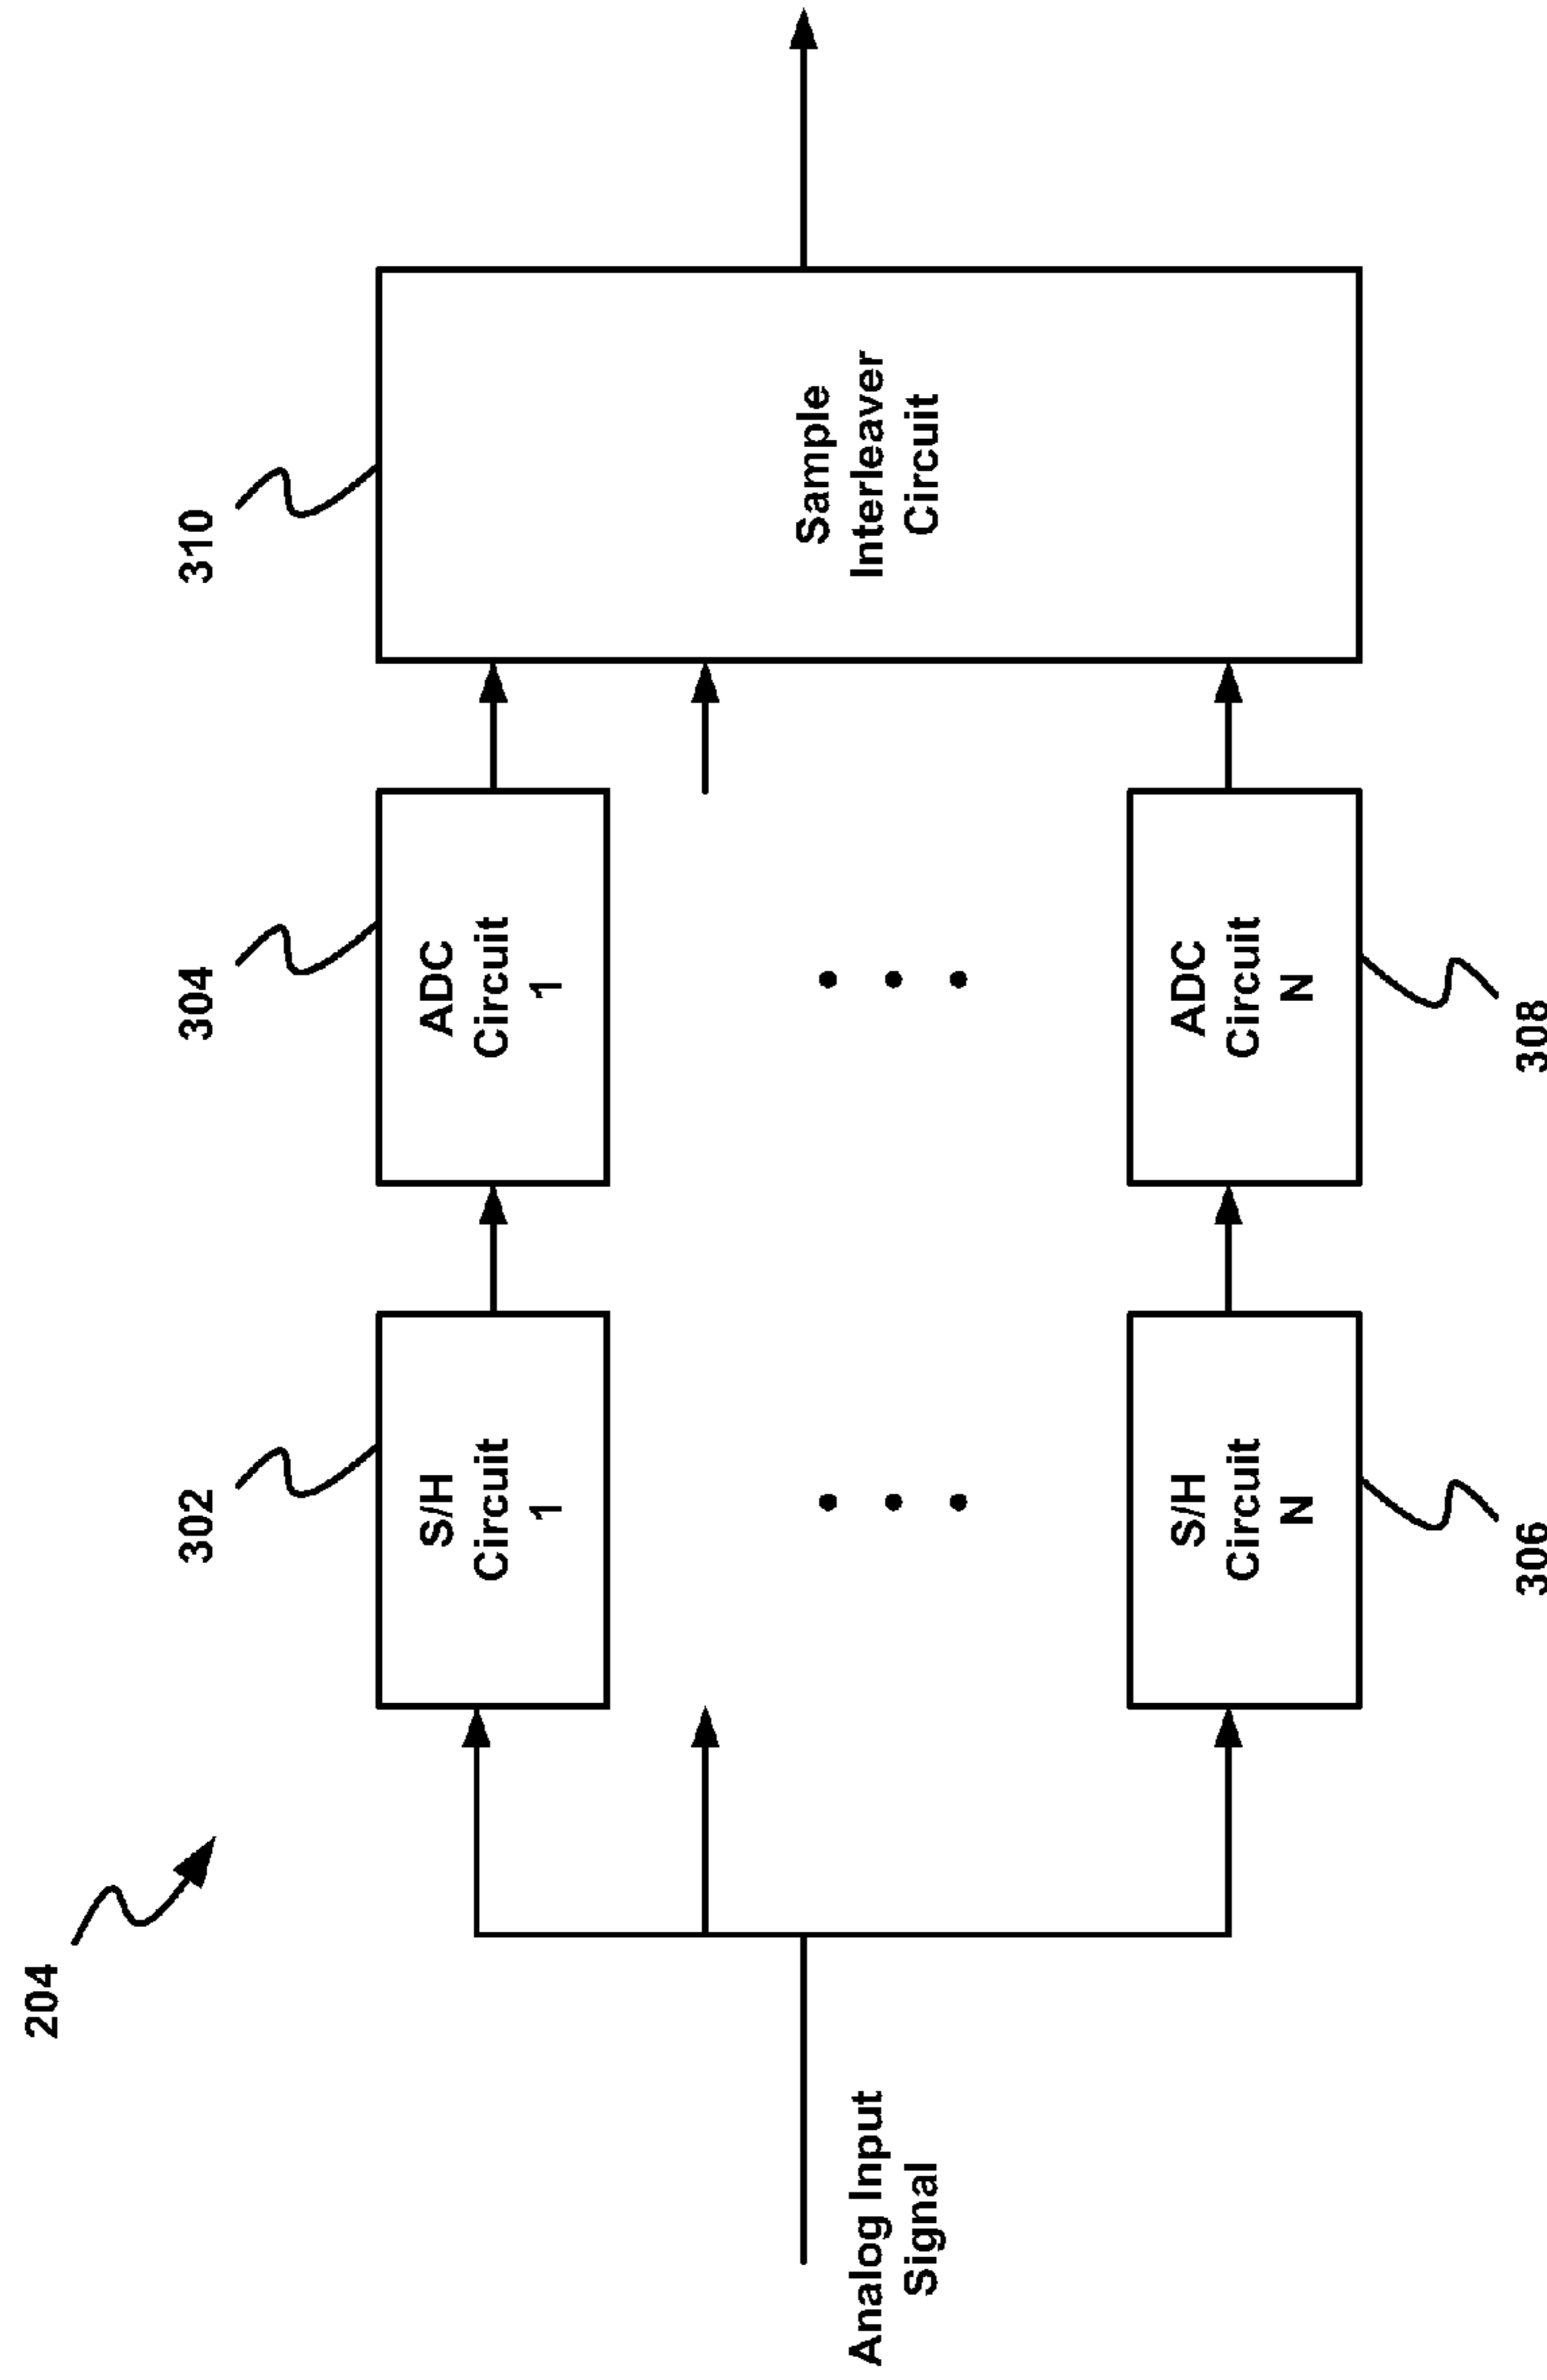 204
302
304
310
S/H
Circuit
1
ADC
Circuit
1
Sample
Interleaver
Circuit
Analog Input
Signal
S/H
Circuit
N
ADC
Circuit
N
306
308